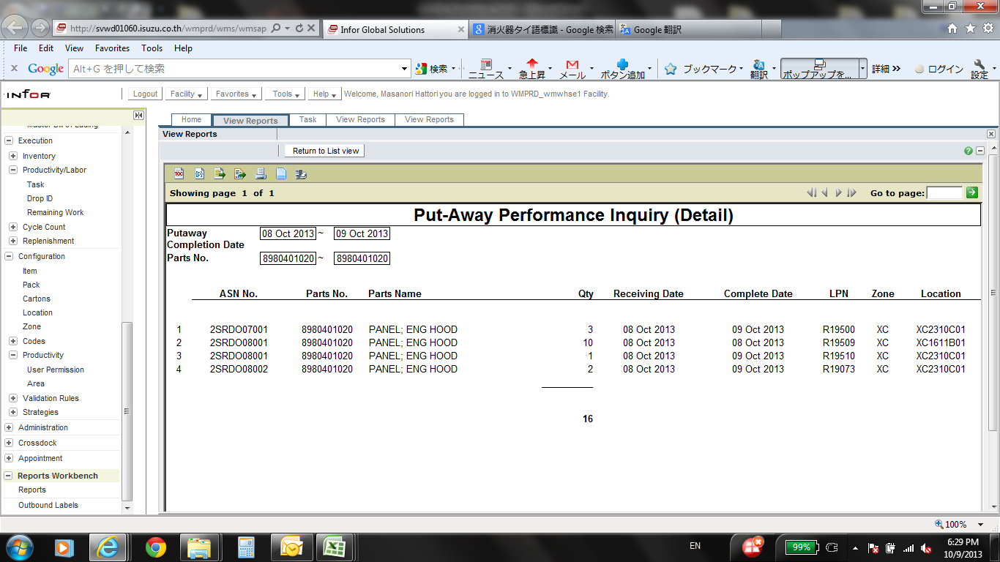 http://svwd01060.isuzu.co.th/wmprd/wms/wmsap
Infor Global Solutions
消火器タイ語標識 - Google 検索
Google 翻訳
File Edit View Favorites Tools Help
Google Alt+G を押して検索 検索 ニュース 急上昇 メール ボタン追加 ブックマーク 翻訳 ポップアップを... 詳細 ログイン 設定
infor Logout Facility Favorites Tools Help Welcome, Masanori Hattori you are logged in to WMPRD_wmwhse1 Facility.
Home View Reports Task View Reports View Reports
View Reports
Return to List view
Execution
Inventory
Productivity/Labor
Task
Drop ID
Remaining Work
Cycle Count
Replenishment
Configuration
Item
Pack
Cartons
Location
Zone
Codes
Productivity
User Permission
Area
Validation Rules
Strategies
Administration
Crossdock
Appointment
Reports Workbench
Reports
Outbound Labels
TOC
Showing page 1 of 1
Go to page:
Put-Away Performance Inquiry (Detail)
Putaway Completion Date 08 Oct 2013 ~ 09 Oct 2013
Parts No. 8980401020 ~ 8980401020
ASN No. Parts No. Parts Name Qty Receiving Date Complete Date LPN Zone Location
1 2SRDO07001 8980401020 PANEL; ENG HOOD 3 08 Oct 2013 09 Oct 2013 R19500 XC XC2310C01
2 2SRDO08001 8980401020 PANEL; ENG HOOD 10 08 Oct 2013 08 Oct 2013 R19509 XC XC1611B01
3 2SRDO08001 8980401020 PANEL; ENG HOOD 1 08 Oct 2013 09 Oct 2013 R19510 XC XC2310C01
4 2SRDO08002 8980401020 PANEL; ENG HOOD 2 08 Oct 2013 09 Oct 2013 R19073 XC XC2310C01
16
100%
EN
99%
6:29 PM
10/9/2013